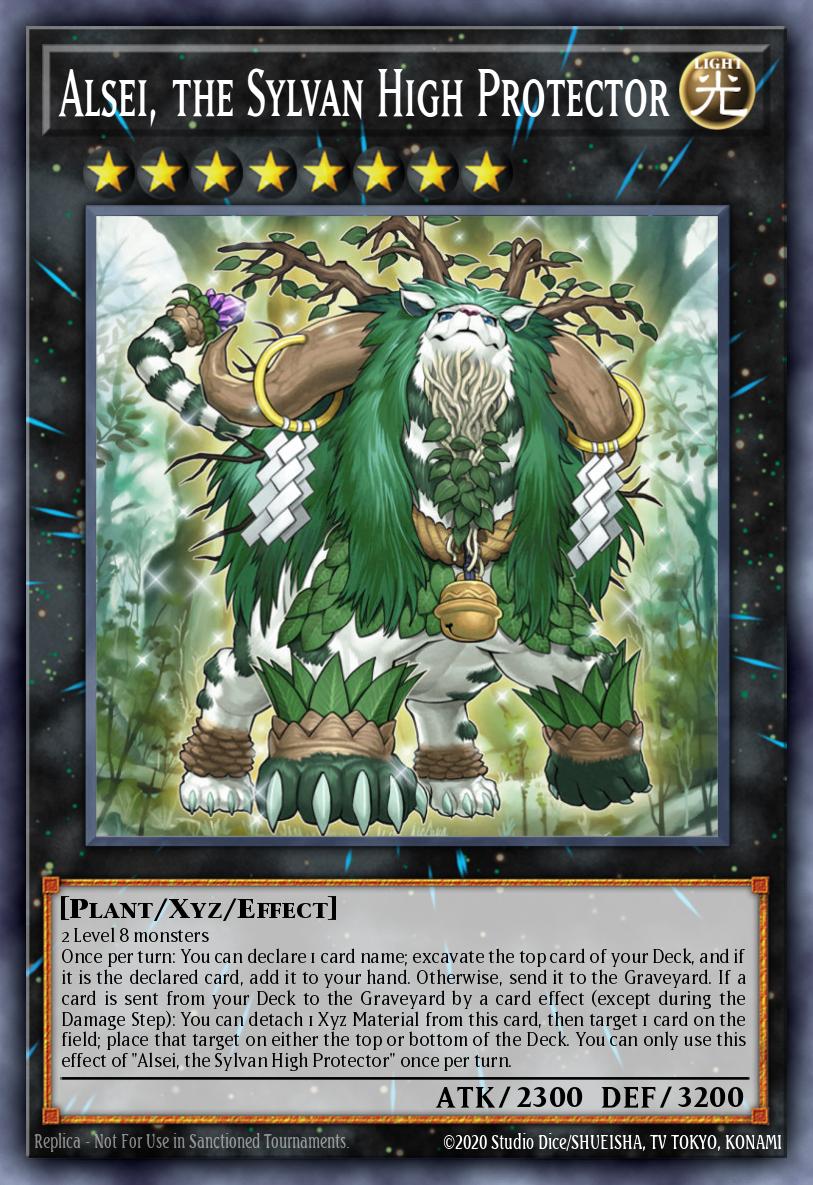 Alsei, the Sylvan High Protector
LIGHT
光
[Plant/Xyz/Effect]
2 Level 8 monsters
Once per turn: You can declare 1 card name; excavate the top card of your Deck, and if
it is the declared card, add it to your hand. Otherwise, send it to the Graveyard. If a
card is sent from your Deck to the Graveyard by a card effect (except during the
Damage Step): You can detach 1 Xyz Material from this card, then target 1 card on the
field; place that target on either the top or bottom of the Deck. You can only use this
effect of "Alsei, the Sylvan High Protector" once per turn.
ATK/2300 DEF/3200
Replica - Not For Use in Sanctioned Tournaments.
©2020 Studio Dice/SHUEISHA, TV TOKYO, KONAMI